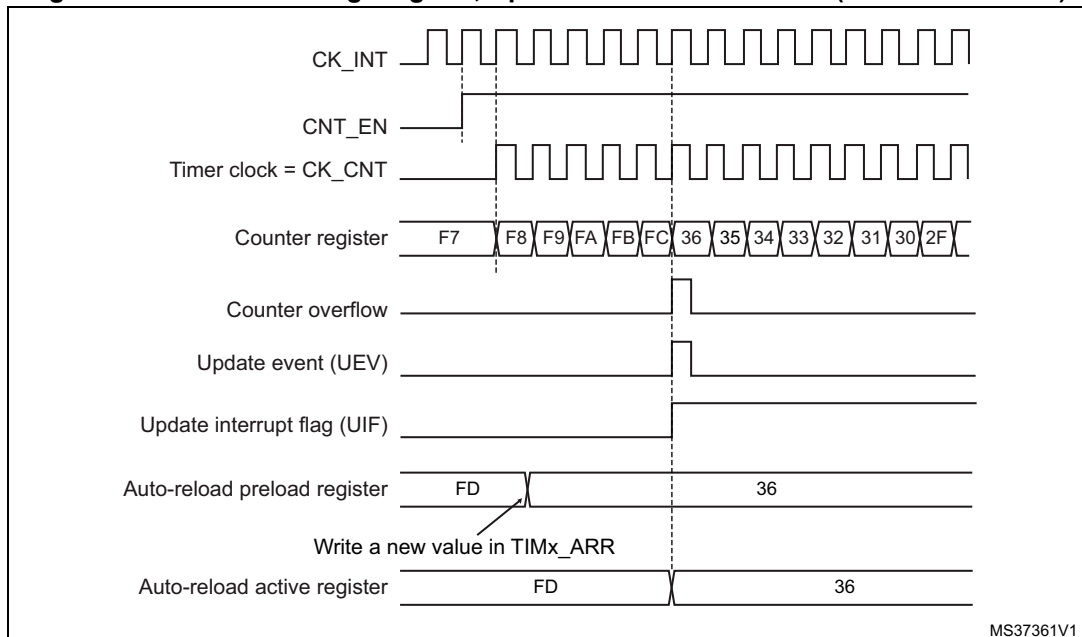 CK_INT
CNT_EN
Timer clock = CK_CNT
Counter register F7 F8 F9 FA FB FC 36 35 34 33 32 31 30 2F
Counter overflow
Update event (UEV)
Update interrupt flag (UIF)
Auto-reload preload register FD 36
Write a new value in TIMx_ARR
Auto-reload active register FD 36
MS37361V1